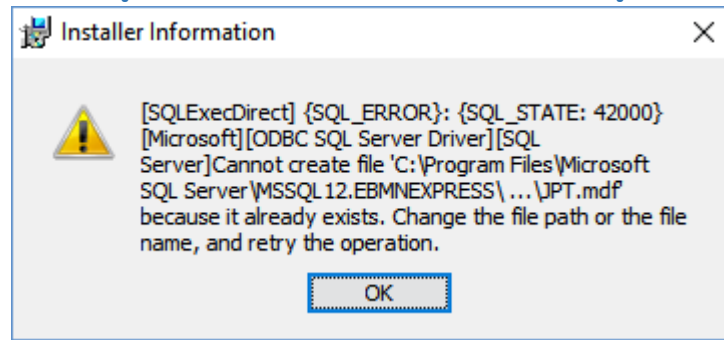 Installer Information
[SQLExecDirect] {SQL_ERROR}: {SQL_STATE: 42000}
[Microsoft][ODBC SQL Server Driver][SQL
Server]Cannot create file 'C:\Program Files\Microsoft
SQL Server\MSSQL12.EBMNEXPRESS\ ...\JPT.mdf'
because it already exists. Change the file path or the file
name, and retry the operation.
OK